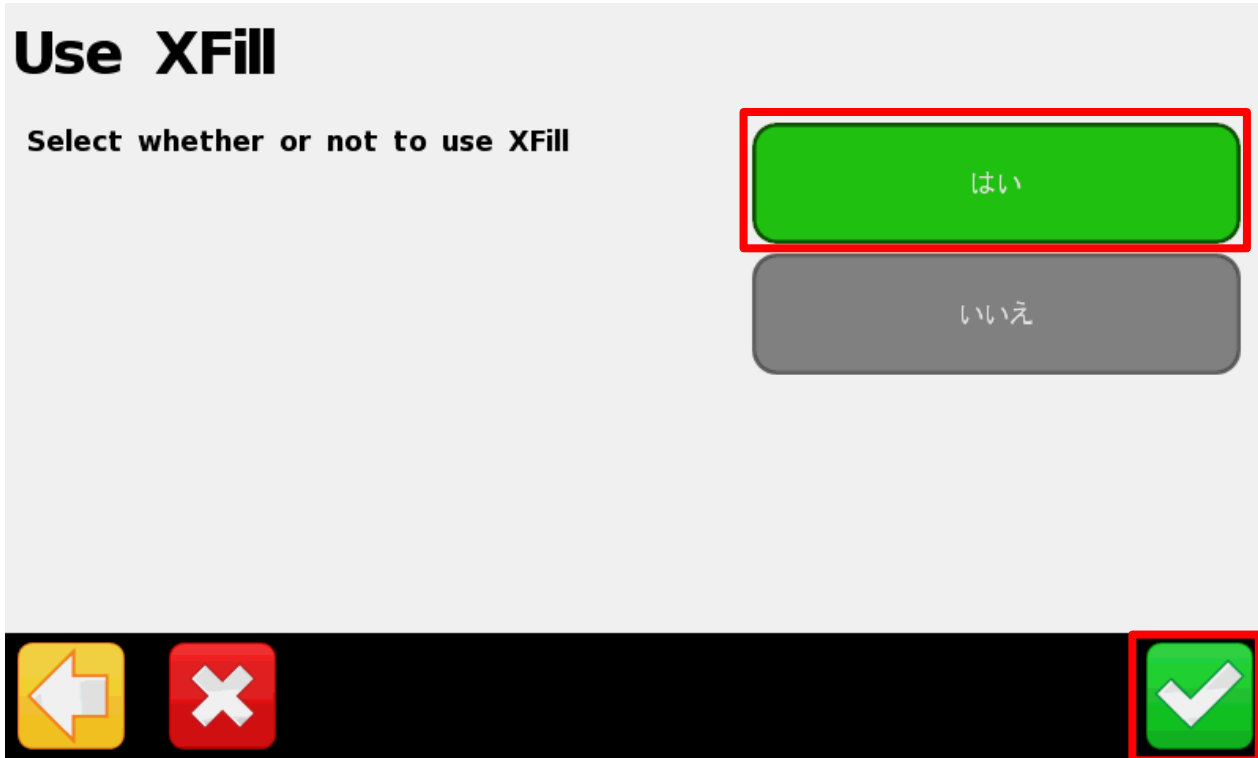 Use XFill
Select whether or not to use XFill
はい
いいえ